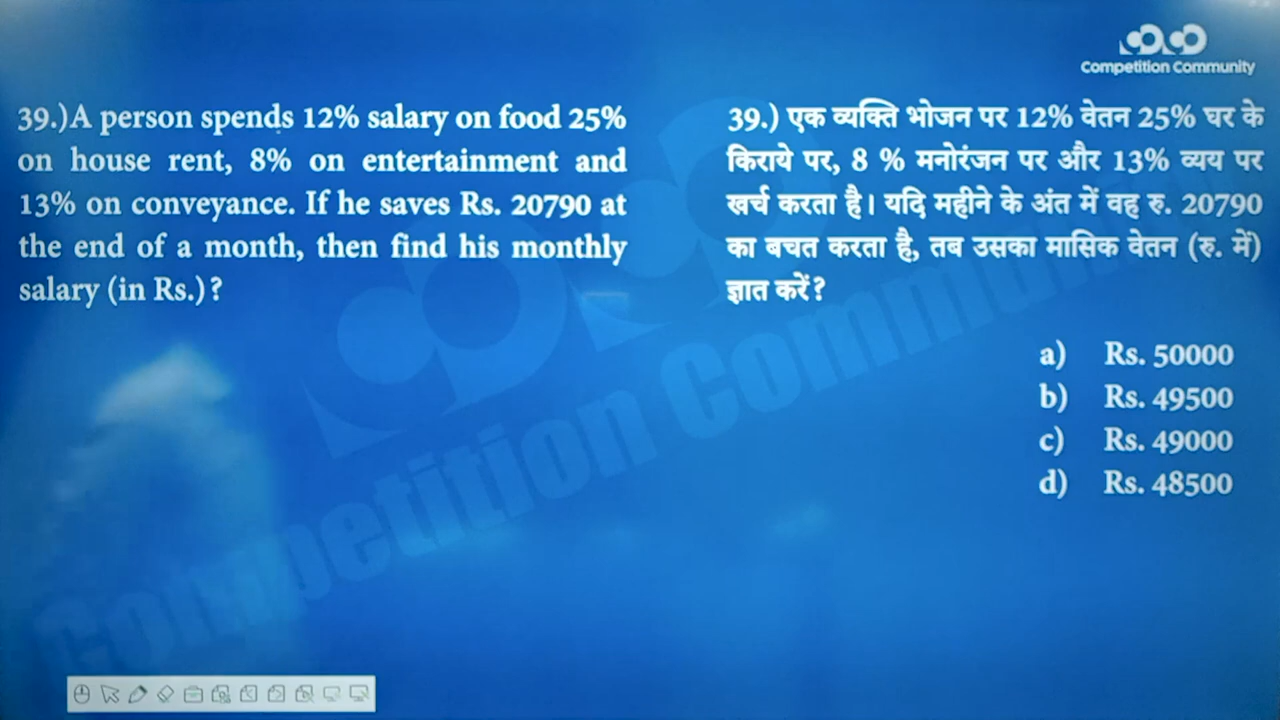 Competition Community
39.)A person spends 12% salary on food 25%
on house rent, 8% on entertainment and
13% on conveyance. If he saves Rs. 20790 at
the end of a month, then find his monthly
salary (in Rs.)?
39.) एक व्यक्ति भोजन पर 12% वेतन 25% घर के
किराये पर, 8 % मनोरंजन पर और 13% व्यय पर
खर्च करता है। यदि महीने के अंत में वह रु. 20790
का बचत करता है, तब उसका मासिक वेतन (रु. में)
ज्ञात करें?
a) Rs. 50000
b) Rs. 49500
c) Rs. 49000
d) Rs. 48500
Competition Community